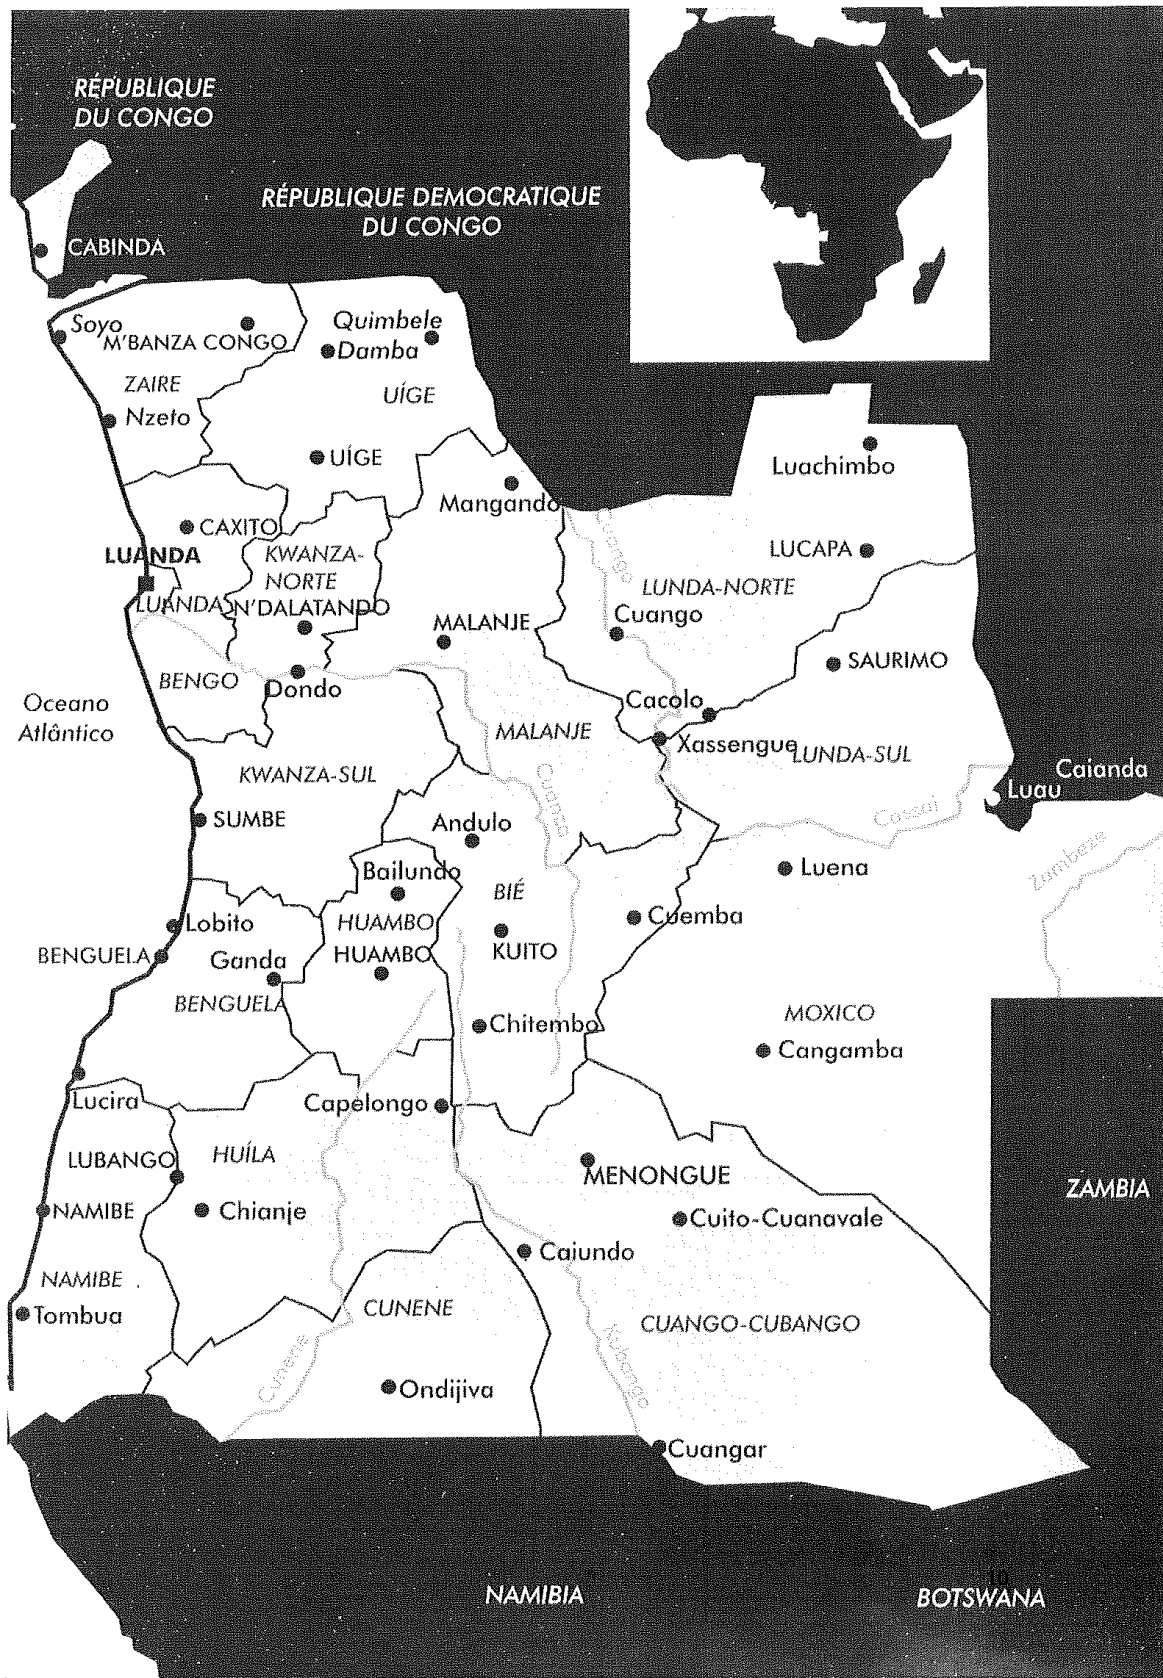 RÉPUBLIQUE
DU CONGO
RÉPUBLIQUE DEMOCRATIQUE
DU CONGO
CABINDA
Soyo
M'BANZA CONGO
Quimbele
Damba
ZAIRE
UÍGE
Nzeto
UÍGE
Luachimbo
Mangando
CAXITO
Cuango
LUCAPA
LUANDA
KWANZA-
NORTE
LUNDA-NORTE
LUANDA
N'DALATANDO
MALANJE
Cuango
SAURIMO
BENGO
Dondo
Oceano
Atlântico
Cacolo
MALANJE
Xassengue
LUNDA-SUL
KWANZA-SUL
Caianda
Luau
Cuanza
Cassai
SUMBE
Andulo
Zambeze
Bailundo
Luena
BIÉ
Lobito
HUAMBO
Cuemba
BENGUELA
Ganda
HUAMBO
KUITO
BENGUELA
MOXICO
Chitembo
Cangamba
Lucira
Capelongo
LUBANGO
HUÍLA
MENONGUE
ZAMBIA
NAMIBE
Chianje
Cuito-Cuanavale
Caiundo
NAMIBE
Tombua
CUNENE
CUANGO-CUBANGO
Cunene
Kubango
Ondijiva
Cuangar
NAMIBIA
10
BOTSWANA